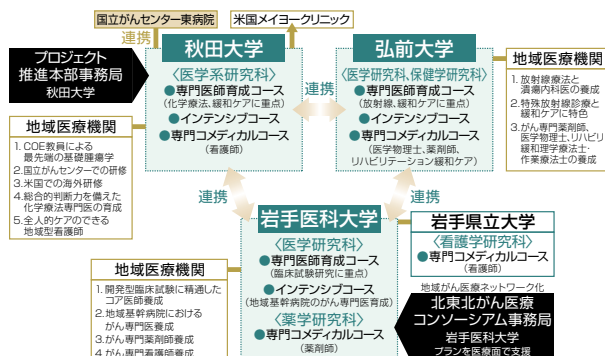 国立がんセンター東病院
米国メイヨークリニック
連携
プロジェクト
推進本部事務局
秋田大学
秋田大学
〈医学系研究科〉
●専門医師育成コース
(化学療法、緩和ケアに重点)
●インテンシブコース
●専門コメディカルコース
(看護師)
連携
弘前大学
〈医学研究科、保健学研究科〉
●専門医師育成コース
(放射線、緩和ケアに重点)
●インテンシブコース
●専門コメディカルコース
(医学物理士、薬剤師、
リハビリテーション緩和ケア)
地域医療機関
1. 放射線療法と
潰瘍内科医の養成
2.特殊放射線診療と
緩和ケアに特色
3.がん専門薬剤師、
医学物理士、リハビリ
緩和理学療法士・
作業療法士の養成
地域医療機関
1. COE教員による
最先端の基礎腫瘍学
2.国立がんセンターでの研修
3.米国での海外研修
4.総合的判断力を備えた
化学療法専門医の育成
5.全人的ケアのできる
地域型看護師
連携
連携
岩手医科大学
〈医学研究科〉
●専門医師育成コース
(臨床試験研究に重点)
●インテンシブコース
(地域基幹病院のがん専門医育成)
〈薬学研究科〉
●専門コメディカルコース
(薬剤師)
岩手県立大学
〈看護学研究科〉
●専門コメディカルコース
(看護師)
地域医療機関
1. 開発型臨床試験に精通した
コア医師養成
2.地域基幹病院における
がん専門医養成
3.がん専門薬剤師養成
4.がん専門看護師養成
地域がん医療ネットワーク化
北東北がん医療
コンソーシアム事務局
岩手医科大学
プランを医療面で支援